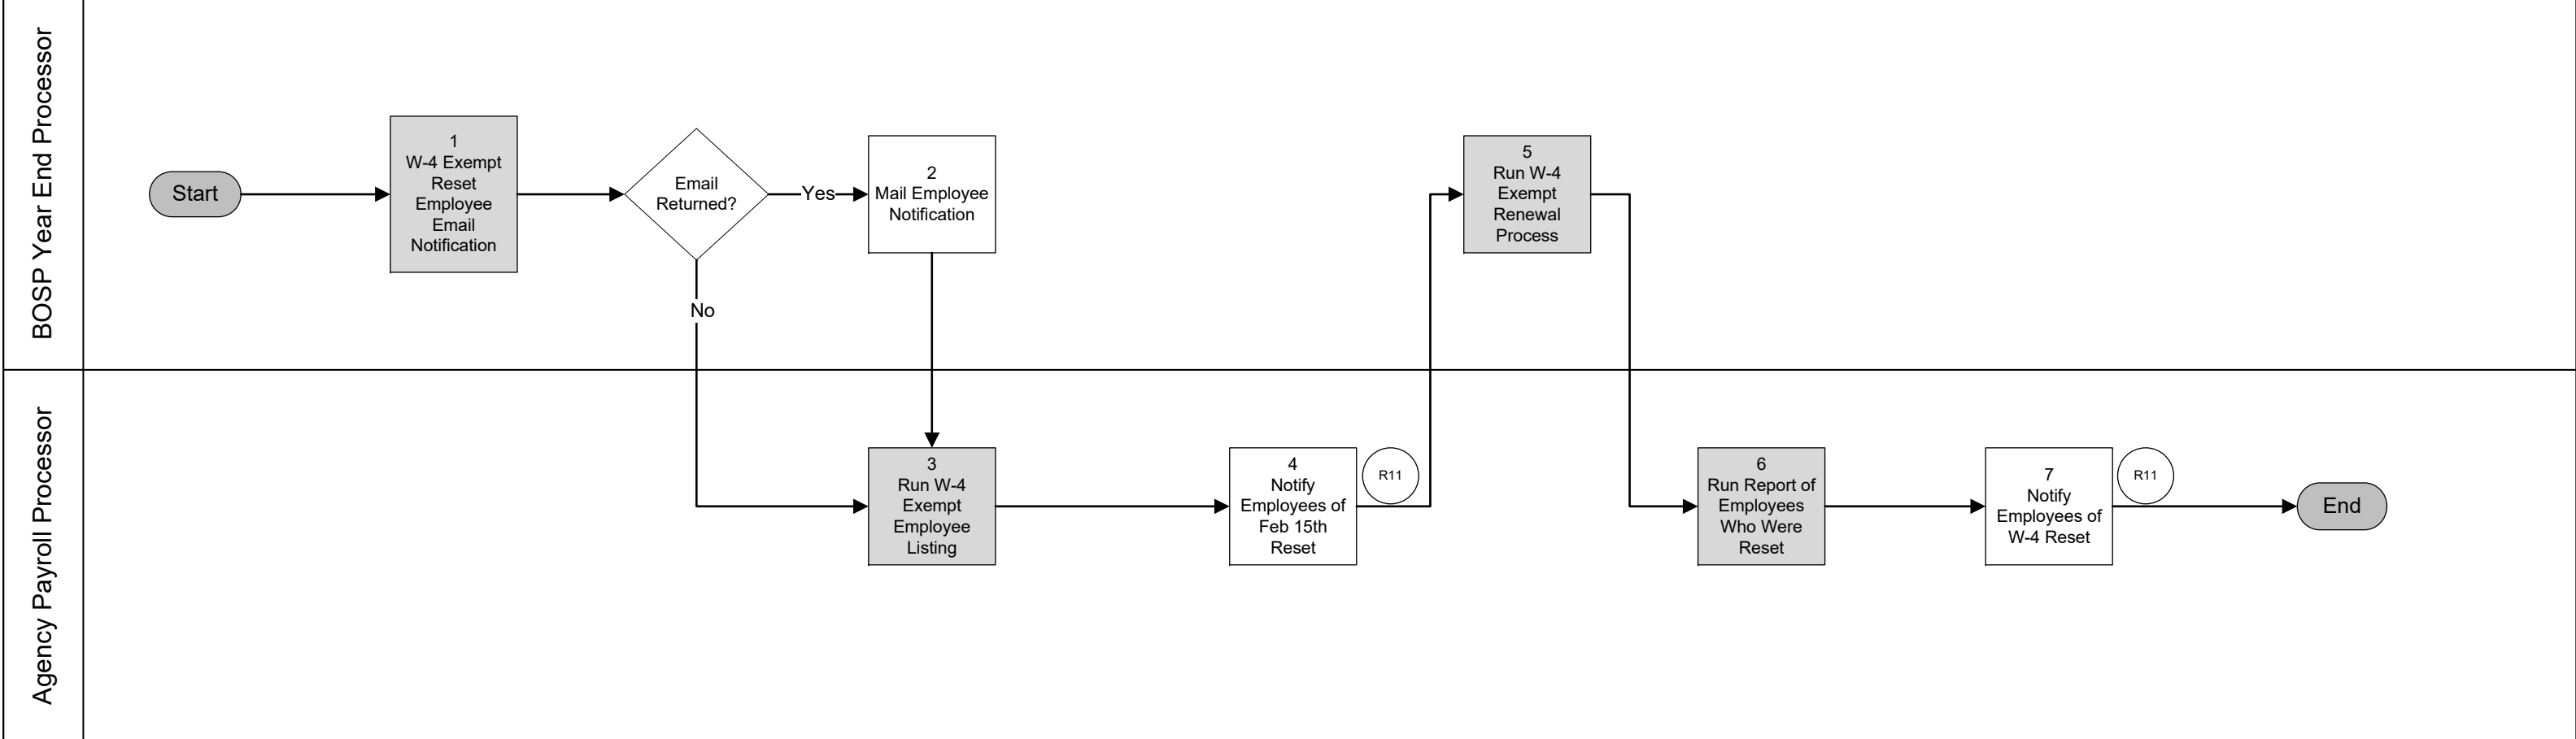 BOSP Year End Processor
Start
1
W-4 Exempt
Reset
Employee
Email
Notification
Email
Returned?
Yes
No
2
Mail Employee
Notification
5
Run W-4
Exempt
Renewal
Process
Agency Payroll Processor
3
Run W-4
Exempt
Employee
Listing
4
Notify
Employees of
Feb 15th
Reset
R11
6
Run Report of
Employees
Who Were
Reset
7
Notify
Employees of
W-4 Reset
R11
End